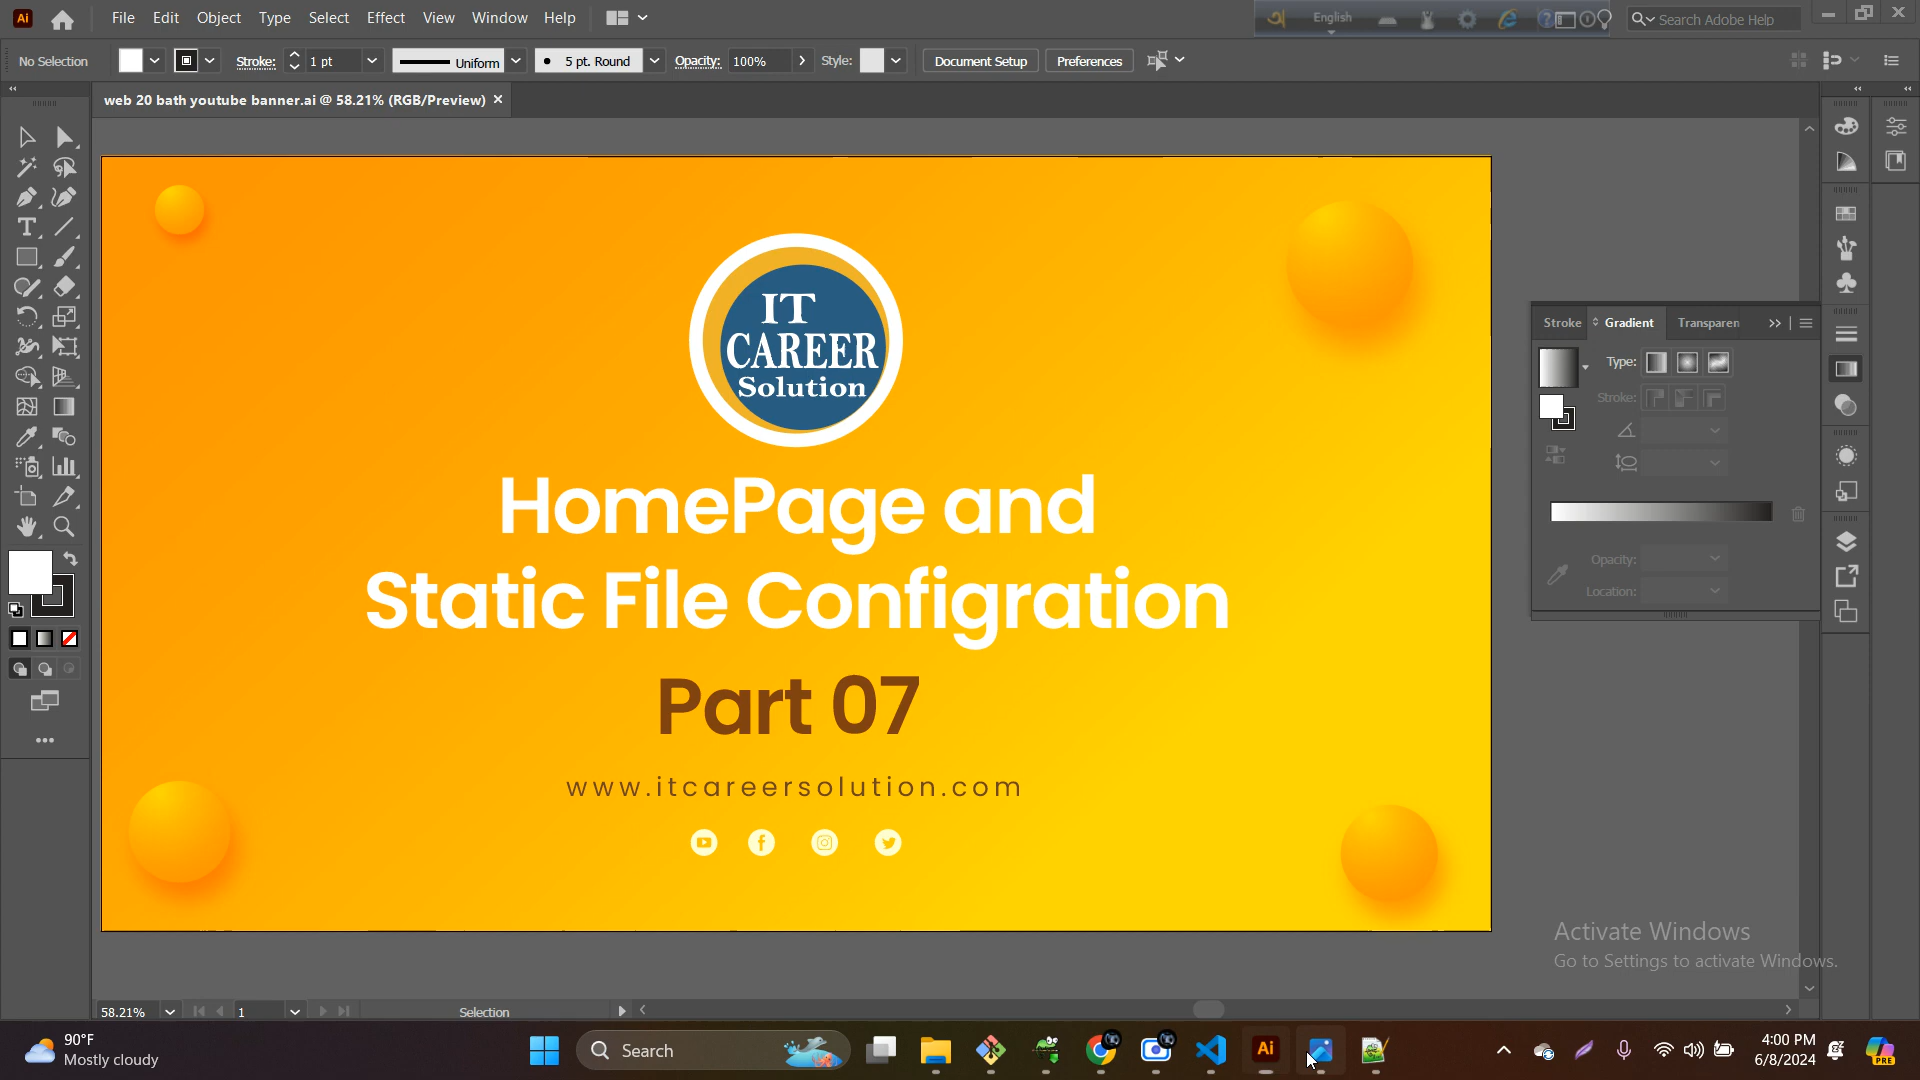 Ai File Edit Object Type Select Effect View Window Help English Search Adobe Help
No Selection Stroke: 1 pt Uniform 5 pt. Round Opacity: 100% Style: Document Setup Preferences
web 20 bath youtube banner.ai @ 58.21% (RGB/Preview)
IT
CAREER
Solution
HomePage and
Static File Configration
Part 07
www.itcareersolution.com
Stroke Gradient Transparen
Type:
Stroke:
Opacity:
Location:
Activate Windows
Go to Settings to activate Windows.
58.21% 1 Selection
90°F
Mostly cloudy
Search
Ai
4:00 PM
6/8/2024
PRE